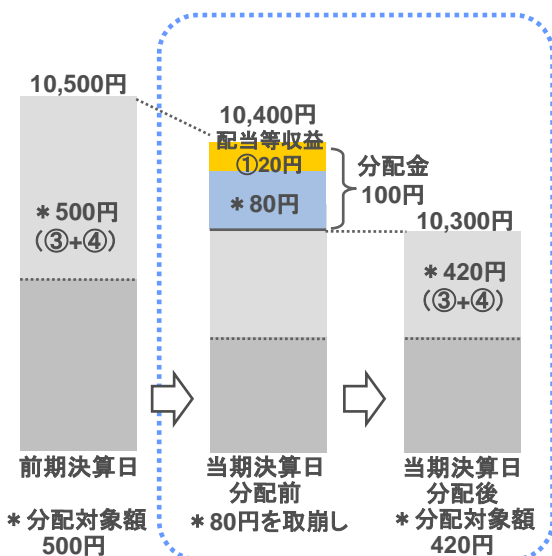 10,500円
＊500円
（③+④）
前期決算日
＊分配対象額
500円
10,400円
配当等収益
①20円
＊80円
分配金
100円
当期決算日
分配前
＊80円を取崩し
10,300円
＊420円
（③+④）
当期決算日
分配後
＊分配対象額
420円